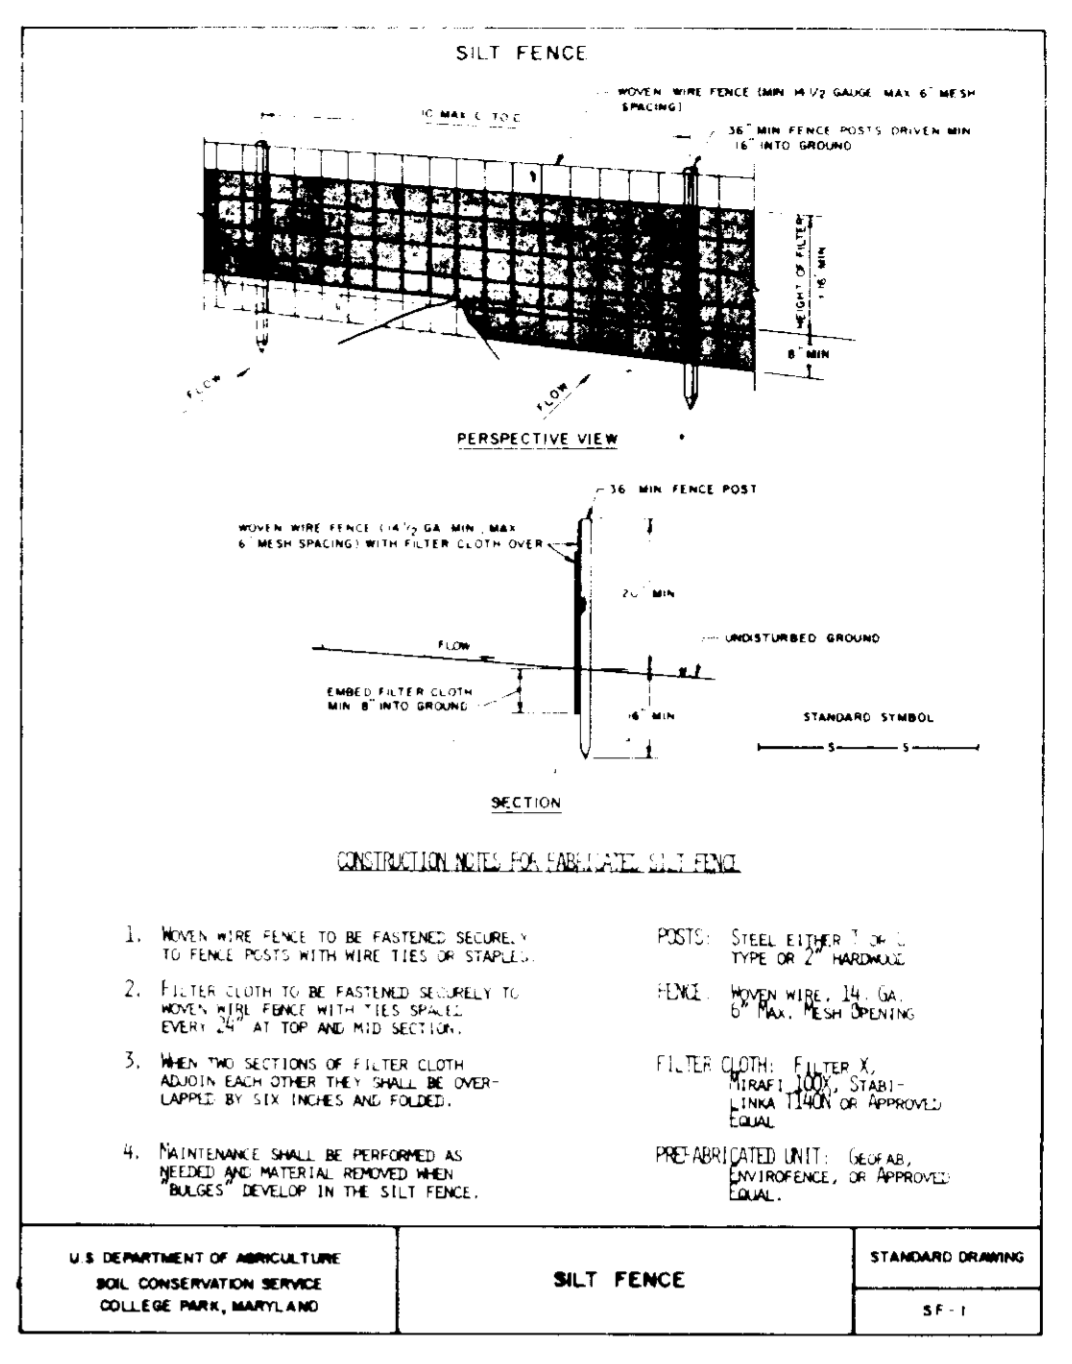 SILT FENCE
WOVEN WIRE FENCE (MIN 14 1/2 GAUGE MAX 6" MESH
SPACING)
10' MAX C TO C
36" MIN FENCE POSTS DRIVEN MIN
16" INTO GROUND
HEIGHT OF FILTER
16" MIN
8" MIN
FLOW
FLOW
PERSPECTIVE VIEW
36" MIN FENCE POST
WOVEN WIRE FENCE (14 1/2 GA MIN, MAX
6" MESH SPACING) WITH FILTER CLOTH OVER
20" MIN
UNDISTURBED GROUND
FLOW
EMBED FILTER CLOTH
MIN 8" INTO GROUND
16" MIN
STANDARD SYMBOL
S S
SECTION
CONSTRUCTION NOTES FOR FABRICATED SILT FENCE
1. WOVEN WIRE FENCE TO BE FASTENED SECURELY
TO FENCE POSTS WITH WIRE TIES OR STAPLES.
2. FILTER CLOTH TO BE FASTENED SECURELY TO
WOVEN WIRE FENCE WITH TIES SPACED
EVERY 24" AT TOP AND MID SECTION.
3. WHEN TWO SECTIONS OF FILTER CLOTH
ADJOIN EACH OTHER THEY SHALL BE OVER-
LAPPED BY SIX INCHES AND FOLDED.
4. MAINTENANCE SHALL BE PERFORMED AS
NEEDED AND MATERIAL REMOVED WHEN
"BULGES" DEVELOP IN THE SILT FENCE.
POSTS: STEEL EITHER T OR U
TYPE OR 2" HARDWOOD
FENCE: WOVEN WIRE, 14. GA.
6" MAX. MESH OPENING
FILTER CLOTH: FILTER X,
MIRAFI 100X, STABI-
LINKA T140N OR APPROVED
EQUAL
PREFABRICATED UNIT: GEOFAB,
ENVIROFENCE, OR APPROVED
EQUAL.
U.S DEPARTMENT OF AGRICULTURE
SOIL CONSERVATION SERVICE
COLLEGE PARK, MARYLAND
SILT FENCE
STANDARD DRAWING
SF-1